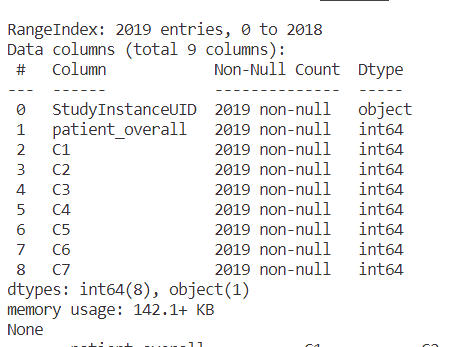 RangeIndex: 2019 entries, 0 to 2018
Data columns (total 9 columns):
 #   Column            Non-Null Count  Dtype
---  ------            --------------  -----
 0   StudyInstanceUID  2019 non-null   object
 1   patient_overall   2019 non-null   int64
 2   C1                2019 non-null   int64
 3   C2                2019 non-null   int64
 4   C3                2019 non-null   int64
 5   C4                2019 non-null   int64
 6   C5                2019 non-null   int64
 7   C6                2019 non-null   int64
 8   C7                2019 non-null   int64
dtypes: int64(8), object(1)
memory usage: 142.1+ KB
None
patient_overall C1 C2